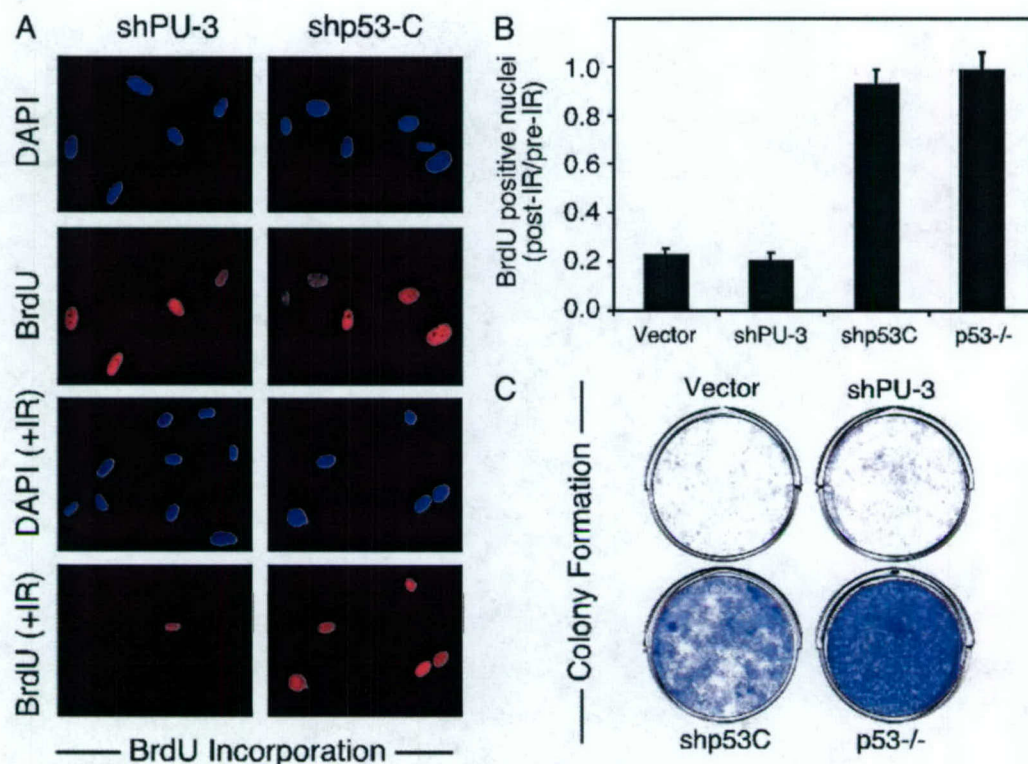 A
shPU-3
shp53-C
DAPI
BrdU
DAPI (+IR)
BrdU (+IR)
BrdU Incorporation
B
BrdU positive nuclei
(post-IR/pre-IR)
1.0
0.8
0.6
0.4
0.2
0.0
Vector
shPU-3
shp53C
p53-/-
C
Colony Formation
Vector
shPU-3
shp53C
p53-/-